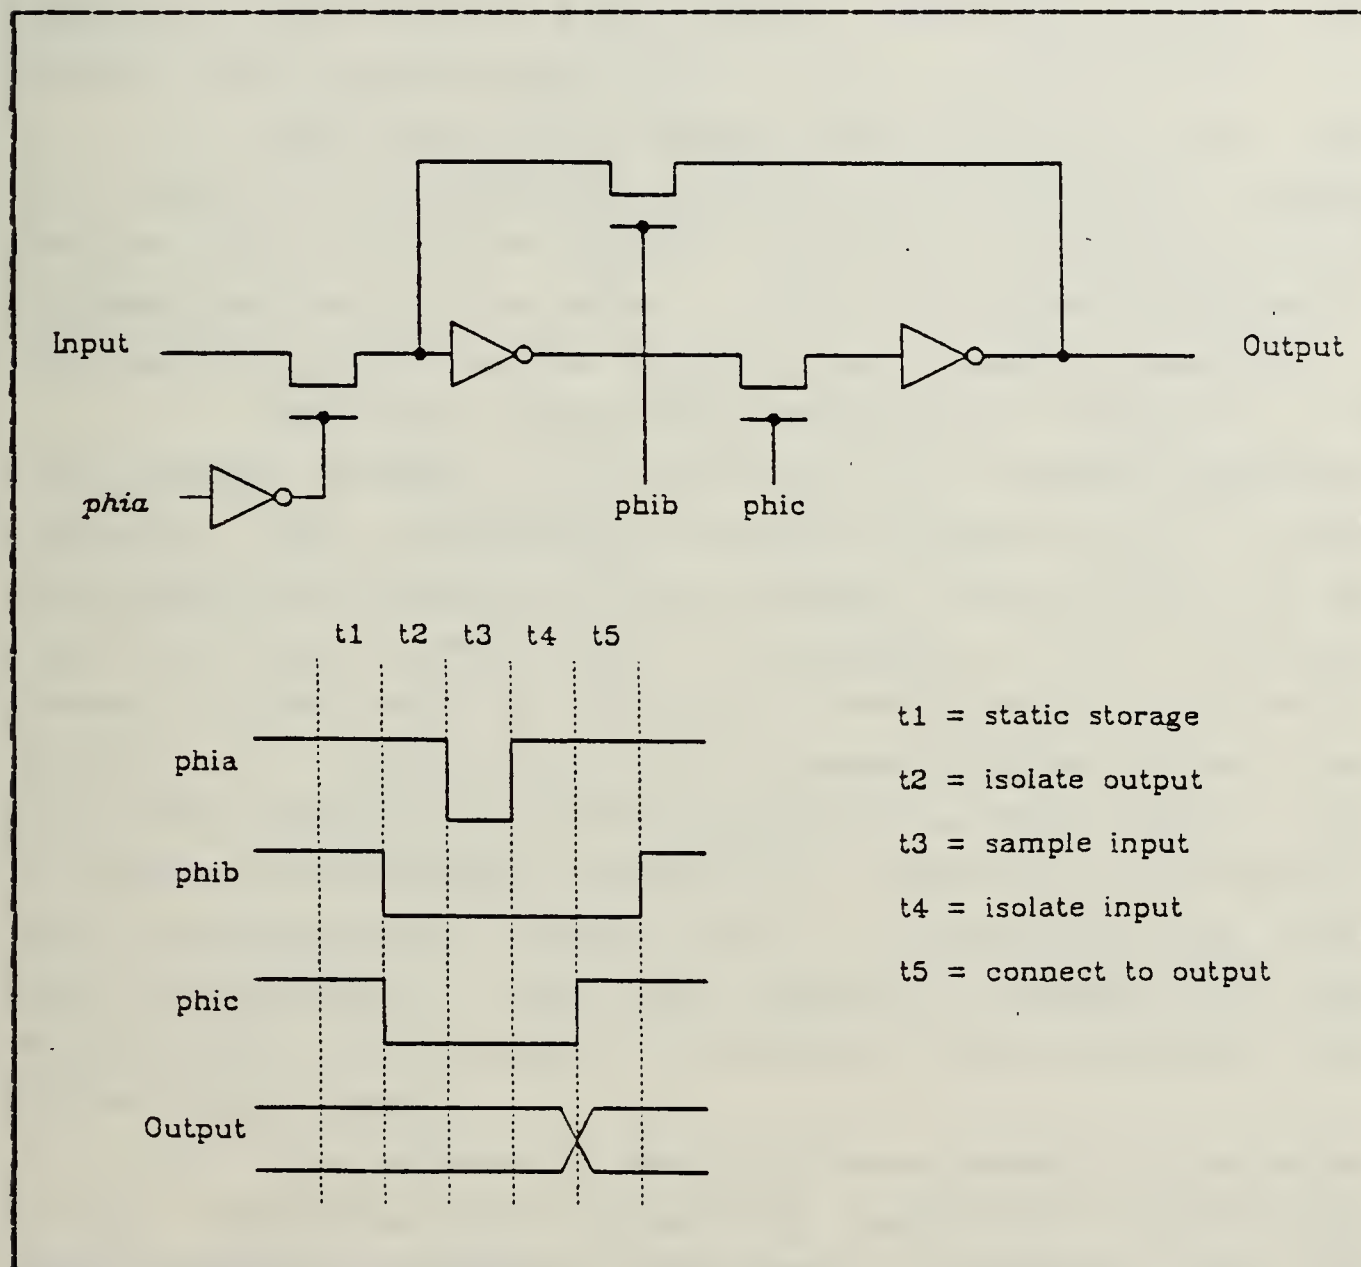 Input
Output
phia
phib
phic
t1 t2 t3 t4 t5
phia
phib
phic
Output
t1 = static storage
t2 = isolate output
t3 = sample input
t4 = isolate input
t5 = connect to output